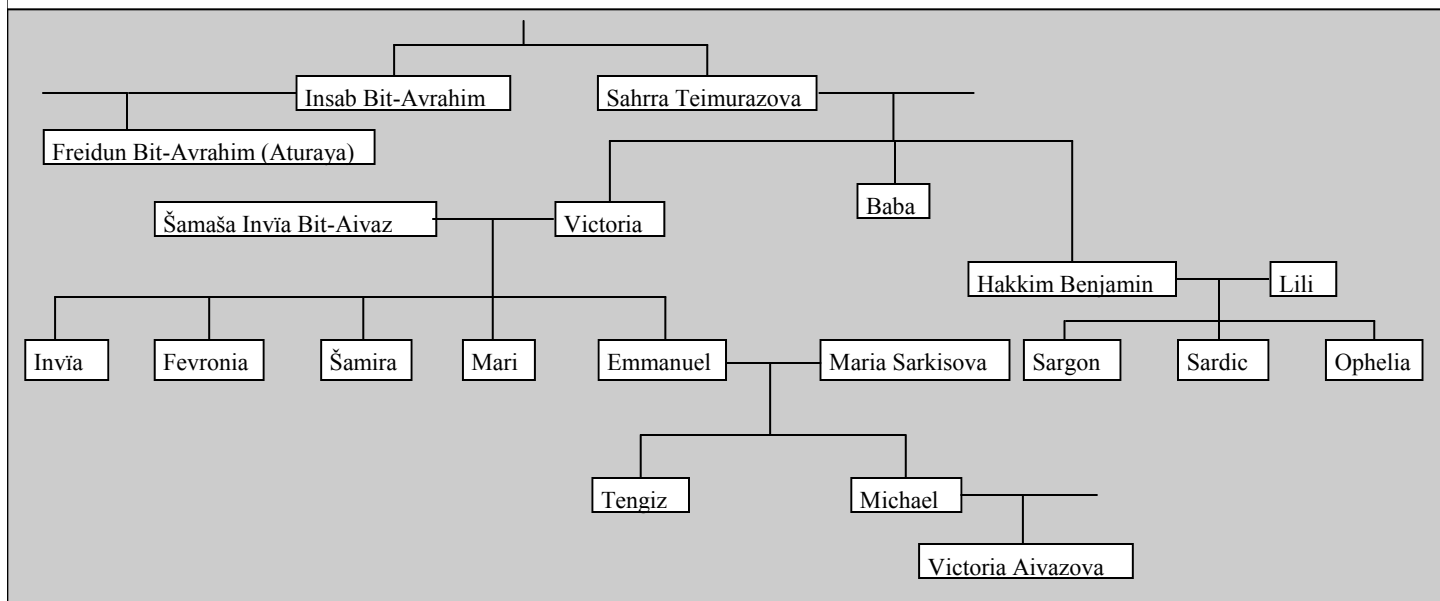 Insab Bit-Avrahim
Sahrra Teimurazova
Freidun Bit-Avrahim (Aturaya)
Baba
Šamaša Invïa Bit-Aivaz
Victoria
Hakkim Benjamin
Lili
Invïa
Fevronia
Šamira
Mari
Emmanuel
Maria Sarkisova
Sargon
Sardic
Ophelia
Tengiz
Michael
Victoria Aivazova